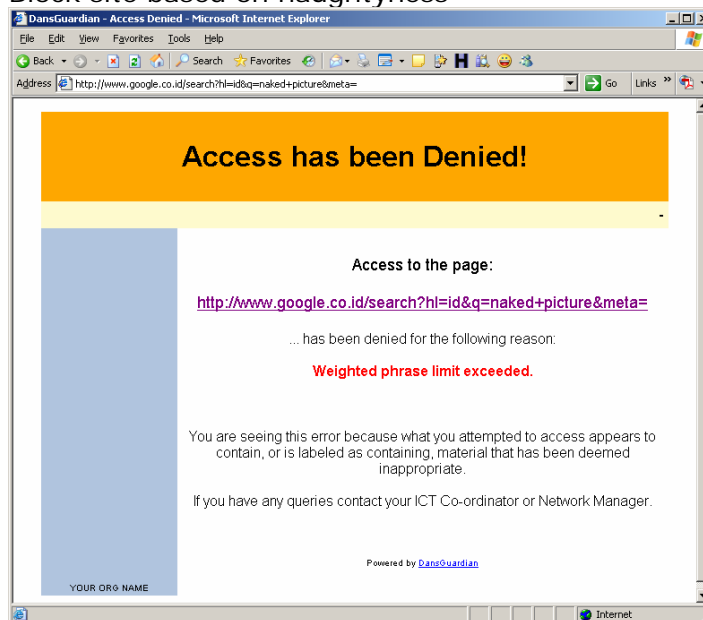 Block site based on naughtyness
DansGuardian - Access Denied - Microsoft Internet Explorer
File Edit View Favorites Tools Help
Back Search Favorites
Address http://www.google.co.id/search?hl=id&q=naked+picture&meta= Go Links »
Access has been Denied!
-
Access to the page:
http://www.google.co.id/search?hl=id&q=naked+picture&meta=
... has been denied for the following reason:
Weighted phrase limit exceeded.
You are seeing this error because what you attempted to access appears to
contain, or is labeled as containing, material that has been deemed
inappropriate.
If you have any queries contact your ICT Co-ordinator or Network Manager.
Powered by DansGuardian
YOUR ORG NAME
Internet